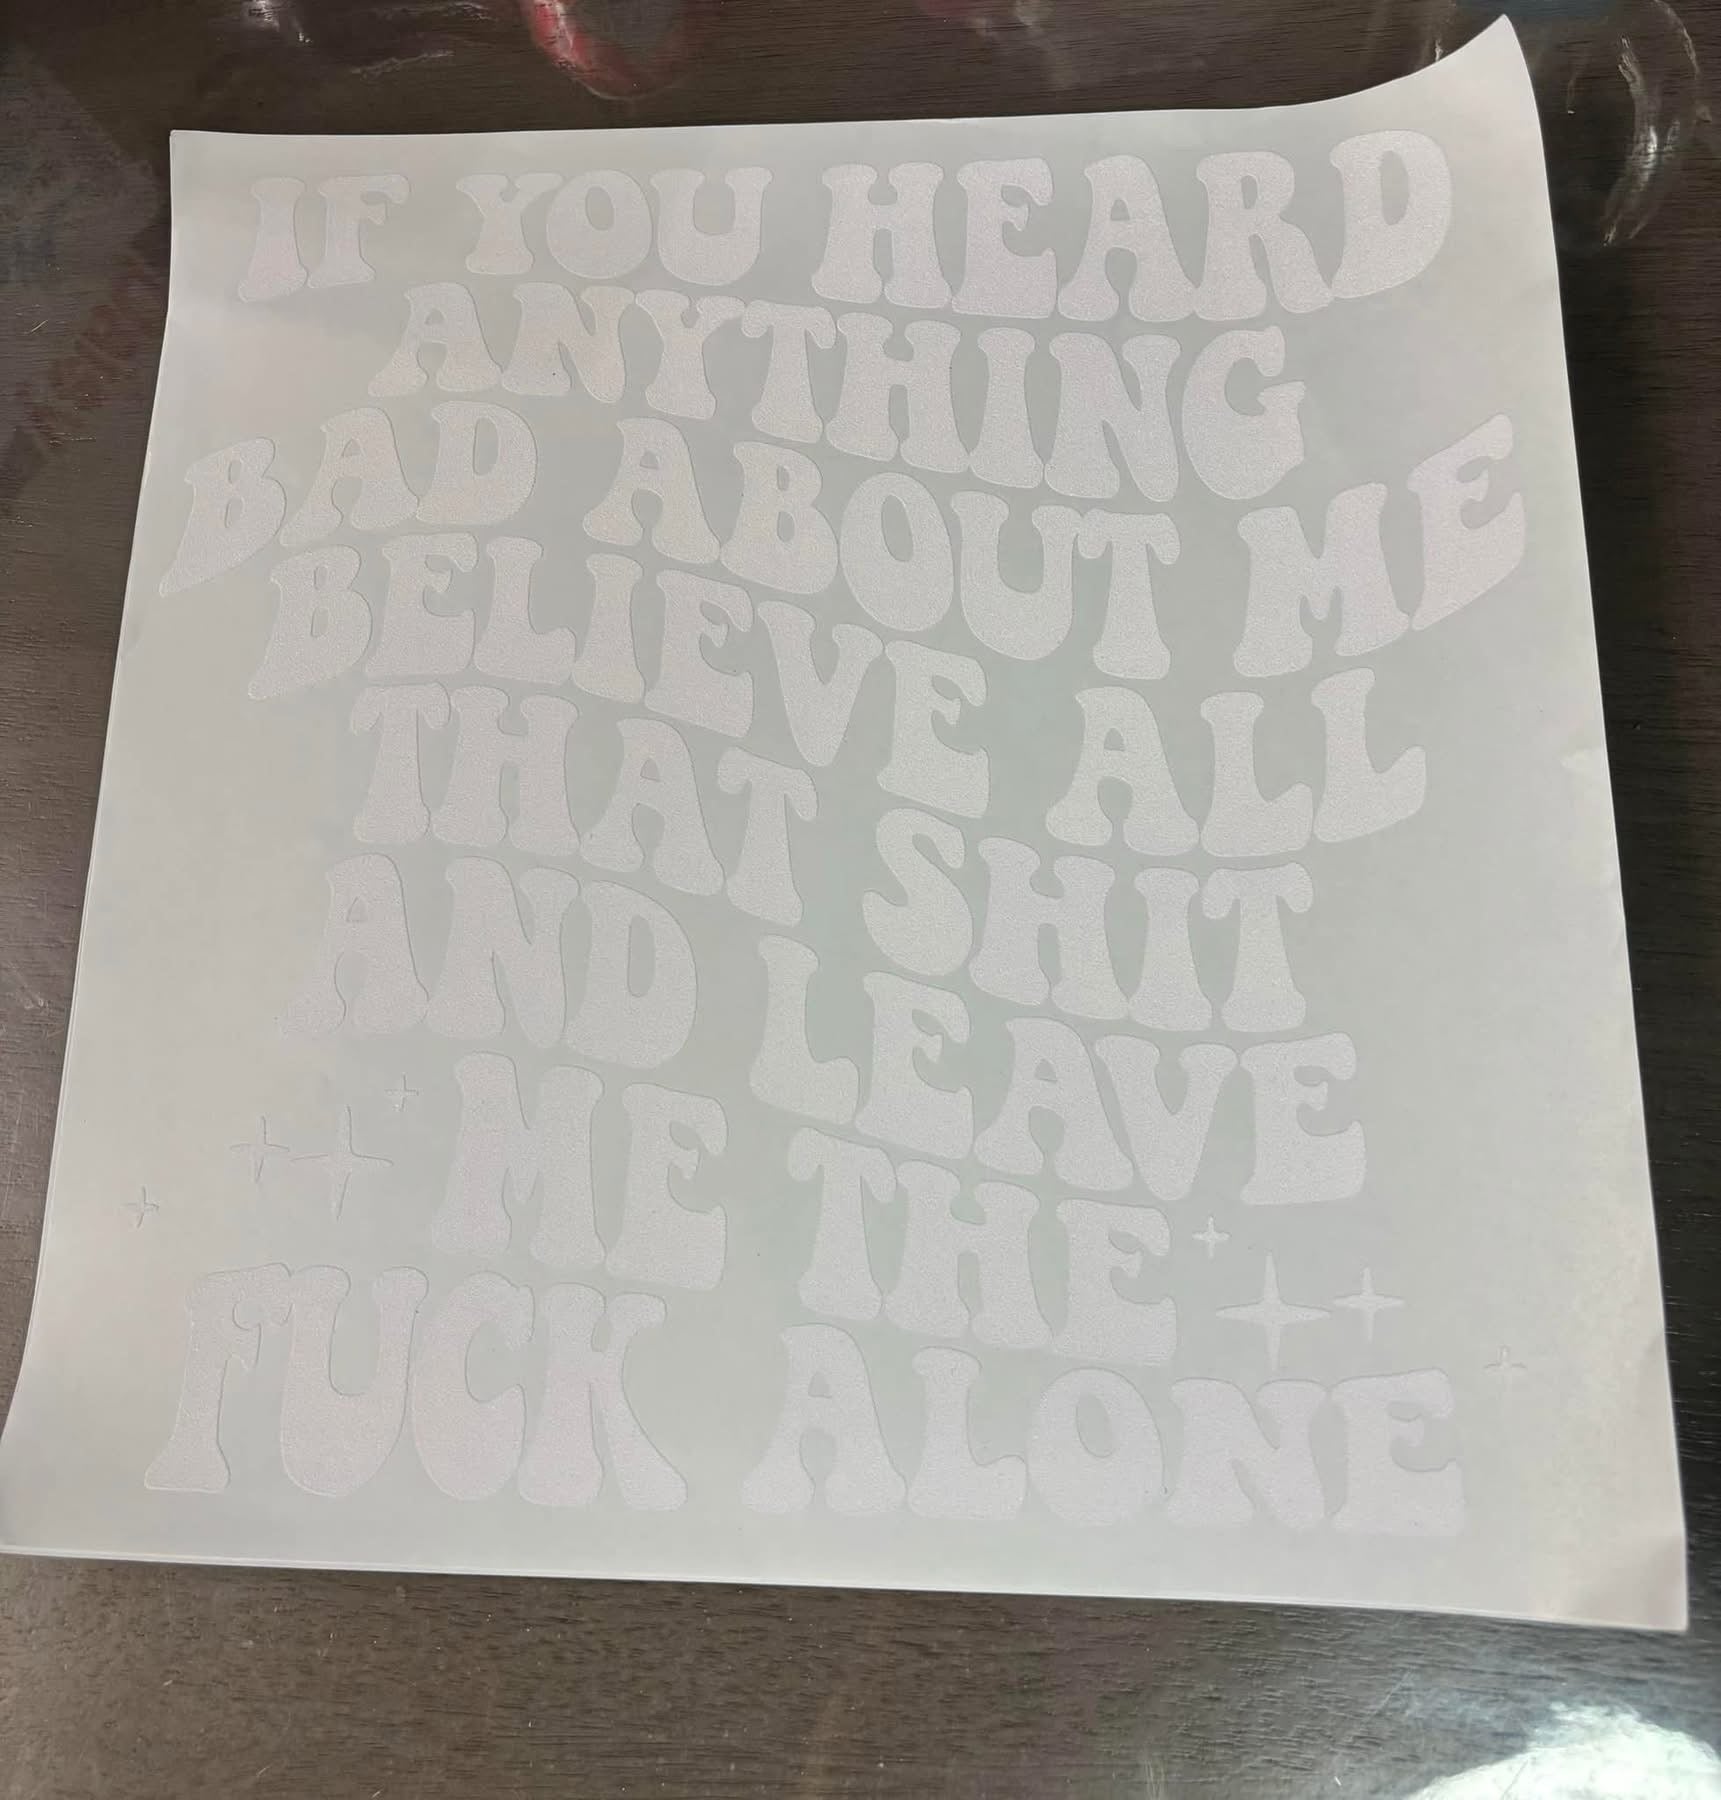 IF YOU HEARD
ANYTHING
BAD ABOUT ME
BELIEVE ALL
THAT SHIT
AND LEAVE
ME THE
FUCK ALONE